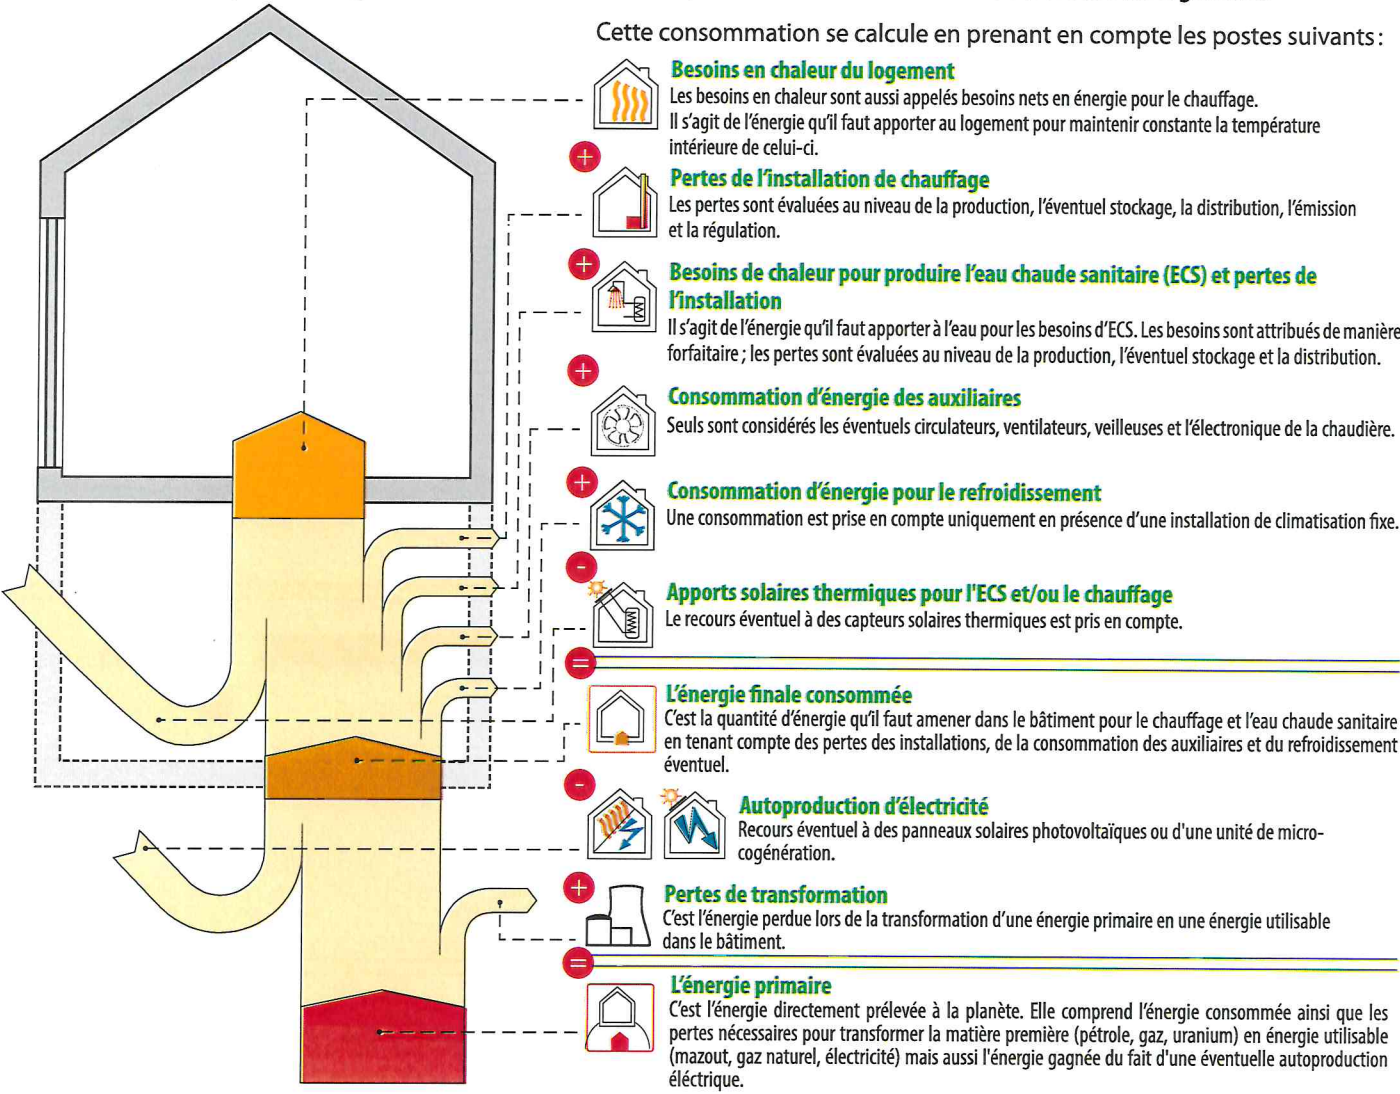 Cette consommation se calcule en prenant en compte les postes suivants :
Besoins en chaleur du logement
Les besoins en chaleur sont aussi appelés besoins nets en énergie pour le chauffage.
Il s'agit de l'énergie qu'il faut apporter au logement pour maintenir constante la température
intérieure de celui-ci.
+
Pertes de l'installation de chauffage
Les pertes sont évaluées au niveau de la production, l'éventuel stockage, la distribution, l'émission
et la régulation.
+
Besoins de chaleur pour produire l'eau chaude sanitaire (ECS) et pertes de
l'installation
Il s'agit de l'énergie qu'il faut apporter à l'eau pour les besoins d'ECS. Les besoins sont attribués de manière
forfaitaire ; les pertes sont évaluées au niveau de la production, l'éventuel stockage et la distribution.
+
Consommation d'énergie des auxiliaires
Seuls sont considérés les éventuels circulateurs, ventilateurs, veilleuses et l'électronique de la chaudière.
+
Consommation d'énergie pour le refroidissement
Une consommation est prise en compte uniquement en présence d'une installation de climatisation fixe.
-
Apports solaires thermiques pour l'ECS et/ou le chauffage
Le recours éventuel à des capteurs solaires thermiques est pris en compte.
=
L'énergie finale consommée
C'est la quantité d'énergie qu'il faut amener dans le bâtiment pour le chauffage et l'eau chaude sanitaire
en tenant compte des pertes des installations, de la consommation des auxiliaires et du refroidissement
éventuel.
-
Autoproduction d'électricité
Recours éventuel à des panneaux solaires photovoltaïques ou d'une unité de micro-
cogénération.
+
Pertes de transformation
C'est l'énergie perdue lors de la transformation d'une énergie primaire en une énergie utilisable
dans le bâtiment.
=
L'énergie primaire
C'est l'énergie directement prélevée à la planète. Elle comprend l'énergie consommée ainsi que les
pertes nécessaires pour transformer la matière première (pétrole, gaz, uranium) en énergie utilisable
(mazout, gaz naturel, électricité) mais aussi l'énergie gagnée du fait d'une éventuelle autoproduction
éléctrique.